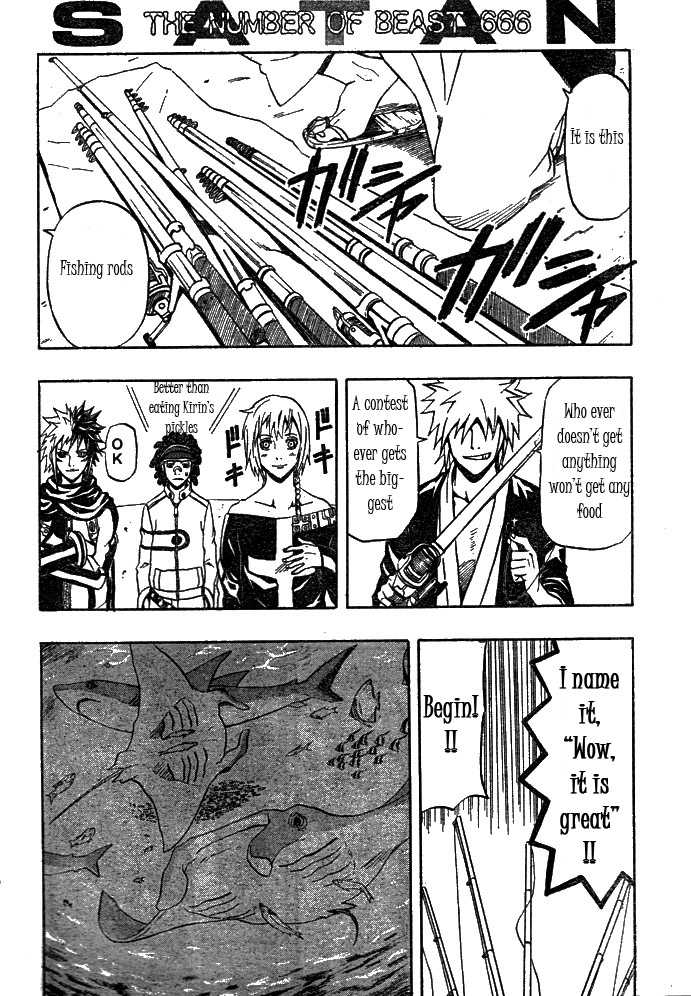 SATAN
THE NUMBER OF BEAST 666
It is this
ガシャ
ガシャ
Fishing rods
Who ever
doesn't get
anything
won't get any
food
A contest
of who-
ever gets
the big-
gest
ドキ
ドキ
Better than
eating Kirin's
pickles
OK
I name
it,
"Wow,
it is
great"
!!
Begin!
!!